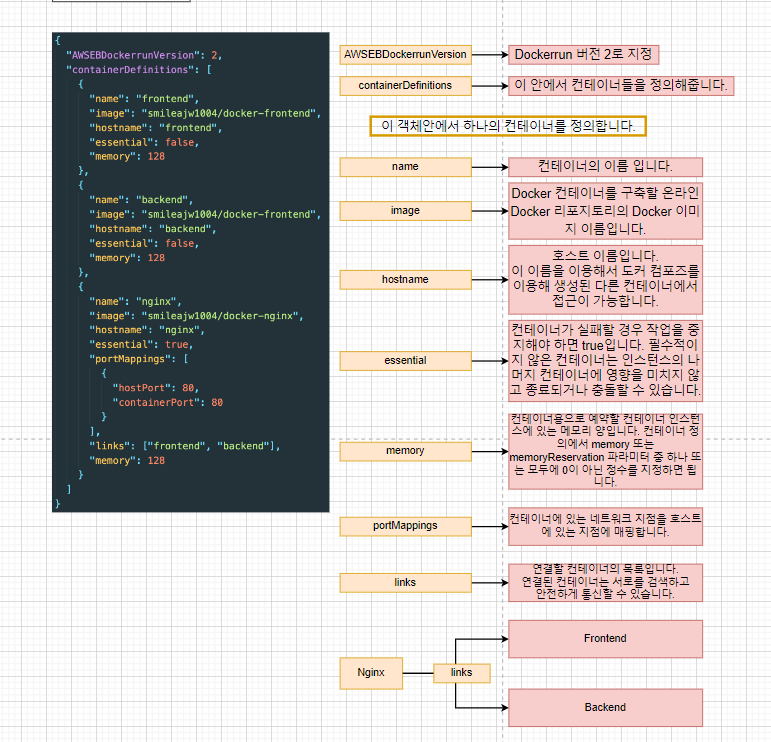 {
"AWSEBDockerrunVersion": 2,
"containerDefinitions": [
{
"name": "frontend",
"image": "smileajw1004/docker-frontend",
"hostname": "frontend",
"essential": false,
"memory": 128
},
{
"name": "backend",
"image": "smileajw1004/docker-frontend",
"hostname": "backend",
"essential": false,
"memory": 128
},
{
"name": "nginx",
"image": "smileajw1004/docker-nginx",
"hostname": "nginx",
"essential": true,
"portMappings": [
{
"hostPort": 80,
"containerPort": 80
}
],
"links": ["frontend", "backend"],
"memory": 128
}
]
}
AWSEBDockerrunVersion
Dockerrun 버전 2로 지정
containerDefinitions
이 안에서 컨테이너들을 정의해줍니다.
이 객체안에서 하나의 컨테이너를 정의합니다.
name
컨테이너의 이름 입니다.
image
Docker 컨테이너를 구축할 온라인
Docker 리포지토리의 Docker 이미
지 이름입니다.
hostname
호스트 이름입니다.
이 이름을 이용해서 도커 컴포즈를
이용해 생성된 다른 컨테이너에서
접근이 가능합니다.
essential
컨테이너가 실패할 경우 작업을 중
지해야 하면 true입니다. 필수적이
지 않은 컨테이너는 인스턴스의 나
머지 컨테이너에 영향을 미치지 않
고 종료되거나 충돌할 수 있습니다.
memory
컨테이너용으로 예약할 컨테이너 인스턴
스에 있는 메모리 양입니다. 컨테이너 정
의에서 memory 또는
memoryReservation 파라미터 중 하나 또
는 모두에 0이 아닌 정수를 지정하면 됩
니다.
portMappings
컨테이너에 있는 네트워크 지점을 호스트
에 있는 지점에 매핑합니다.
links
연결할 컨테이너의 목록입니다.
연결된 컨테이너는 서로를 검색하고
안전하게 통신할 수 있습니다.
Nginx
links
Frontend
Backend